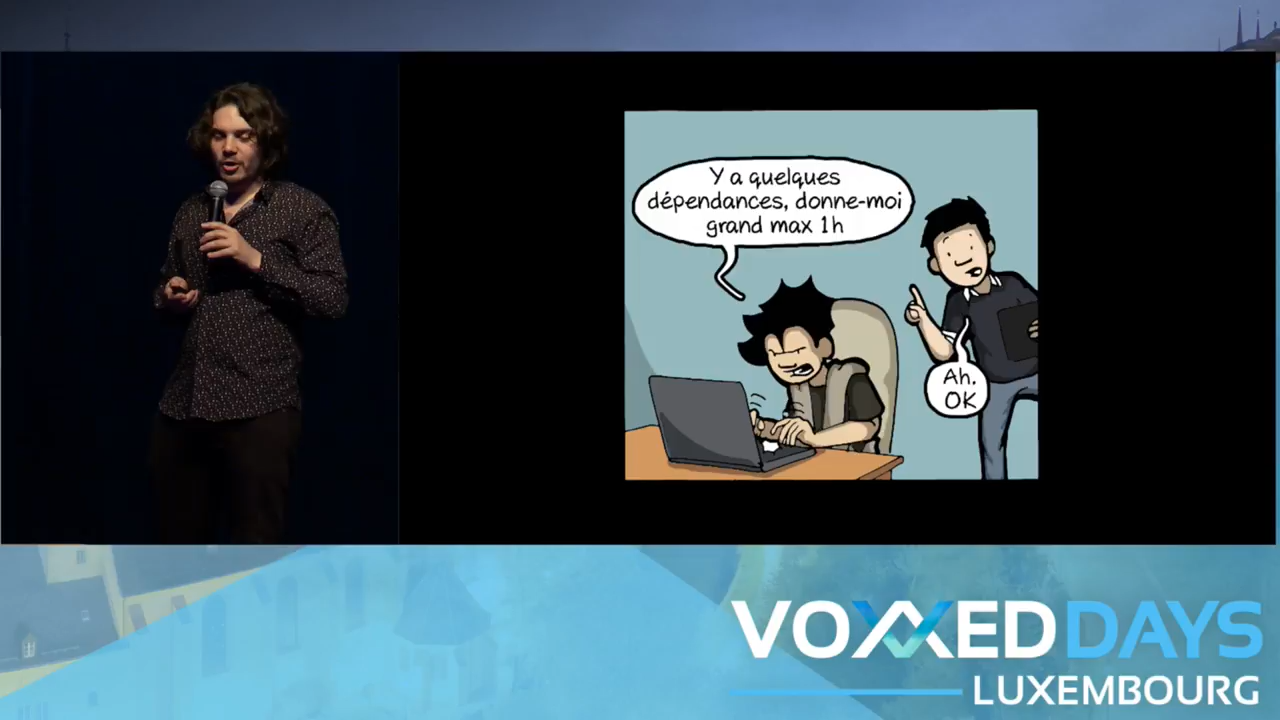 Y a quelques
dépendances, donne-moi
grand max 1h
Ah.
OK
VOXXED DAYS
LUXEMBOURG